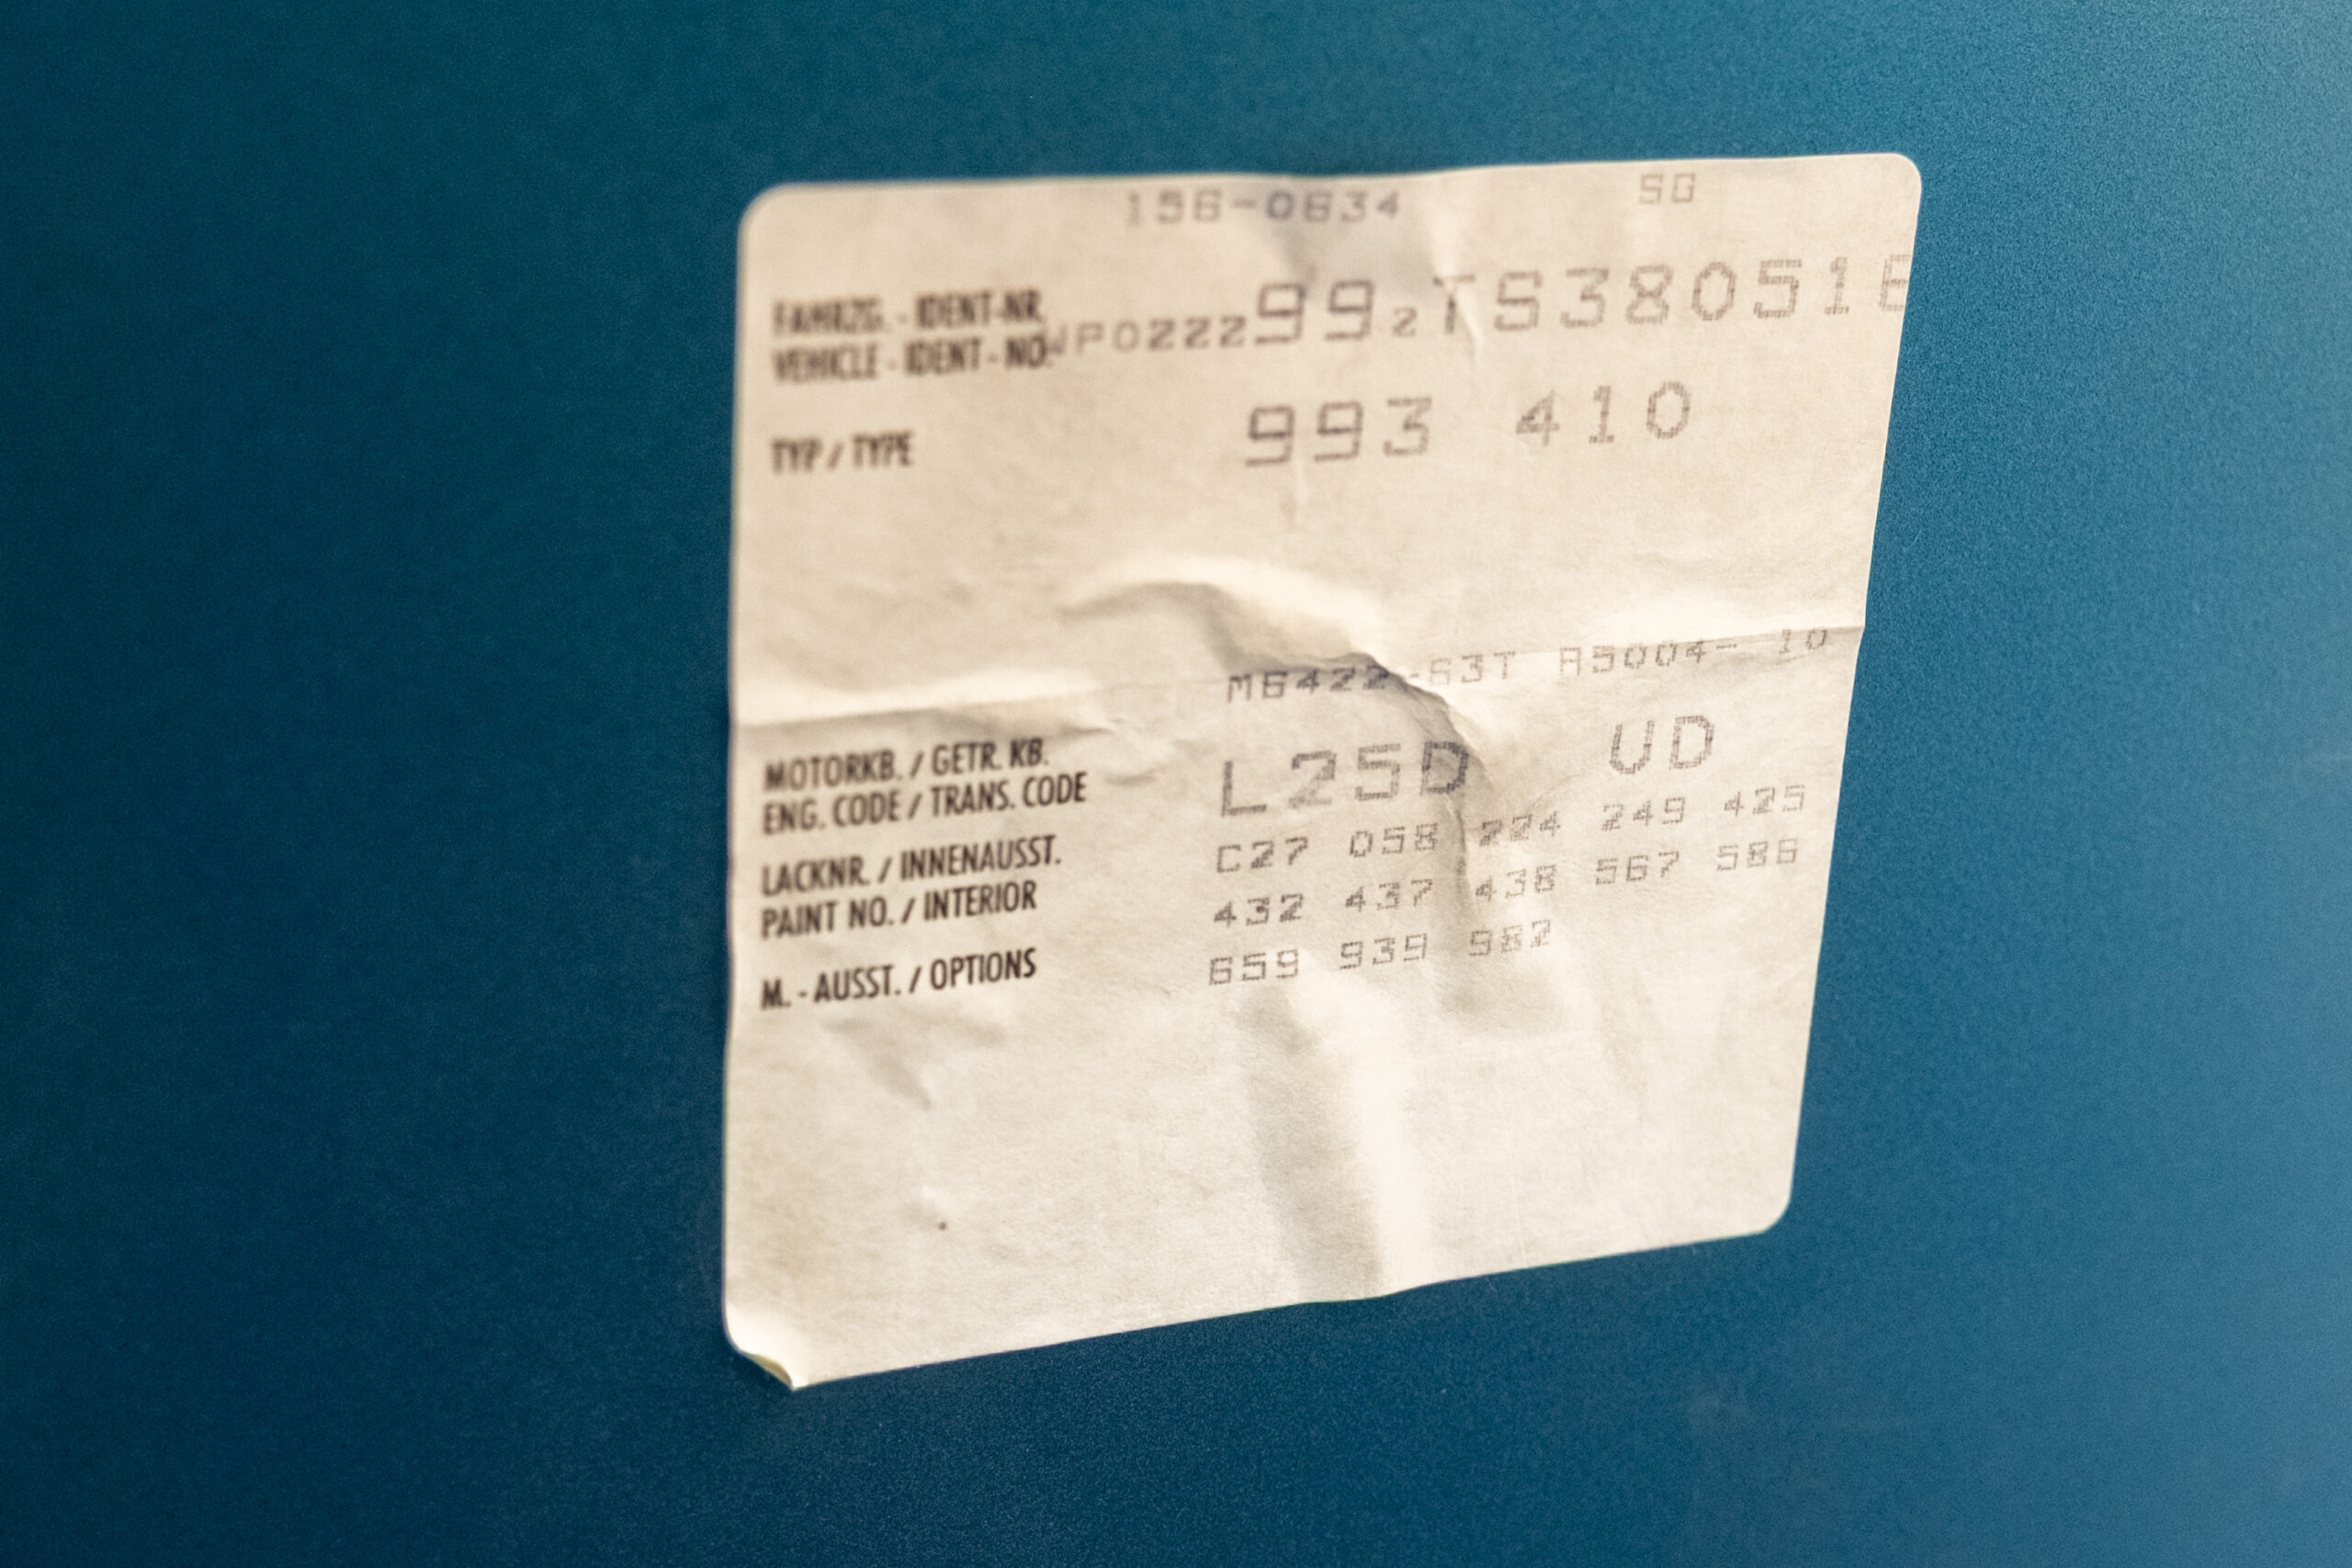 156-0634 SG
FAHRZG. - IDENT-NR.
VEHICLE - IDENT - NO. WP0ZZZ99ZTS38051
TYP / TYPE 993 410
M6422-63T A5004- 10
MOTORKB. / GETR. KB.
ENG. CODE / TRANS. CODE L25D UD
LACKNR. / INNENAUSST. C27 058 224 249 425
PAINT NO. / INTERIOR 432 437 438 567 586
M. - AUSST. / OPTIONS 659 939 982